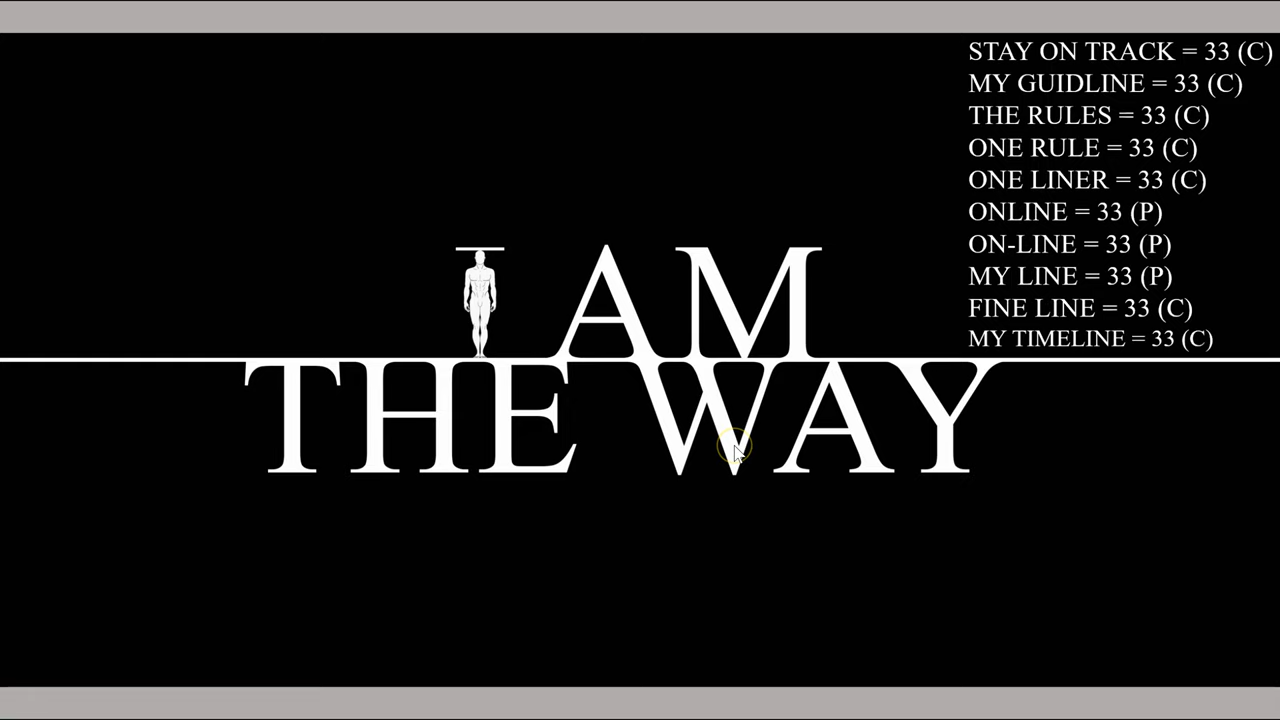 STAY ON TRACK = 33 (C)
MY GUIDLINE = 33 (C)
THE RULES = 33 (C)
ONE RULE = 33 (C)
ONE LINER = 33 (C)
ONLINE = 33 (P)
ON-LINE = 33 (P)
MY LINE = 33 (P)
FINE LINE = 33 (C)
MY TIMELINE = 33 (C)
I AM
THE WAY